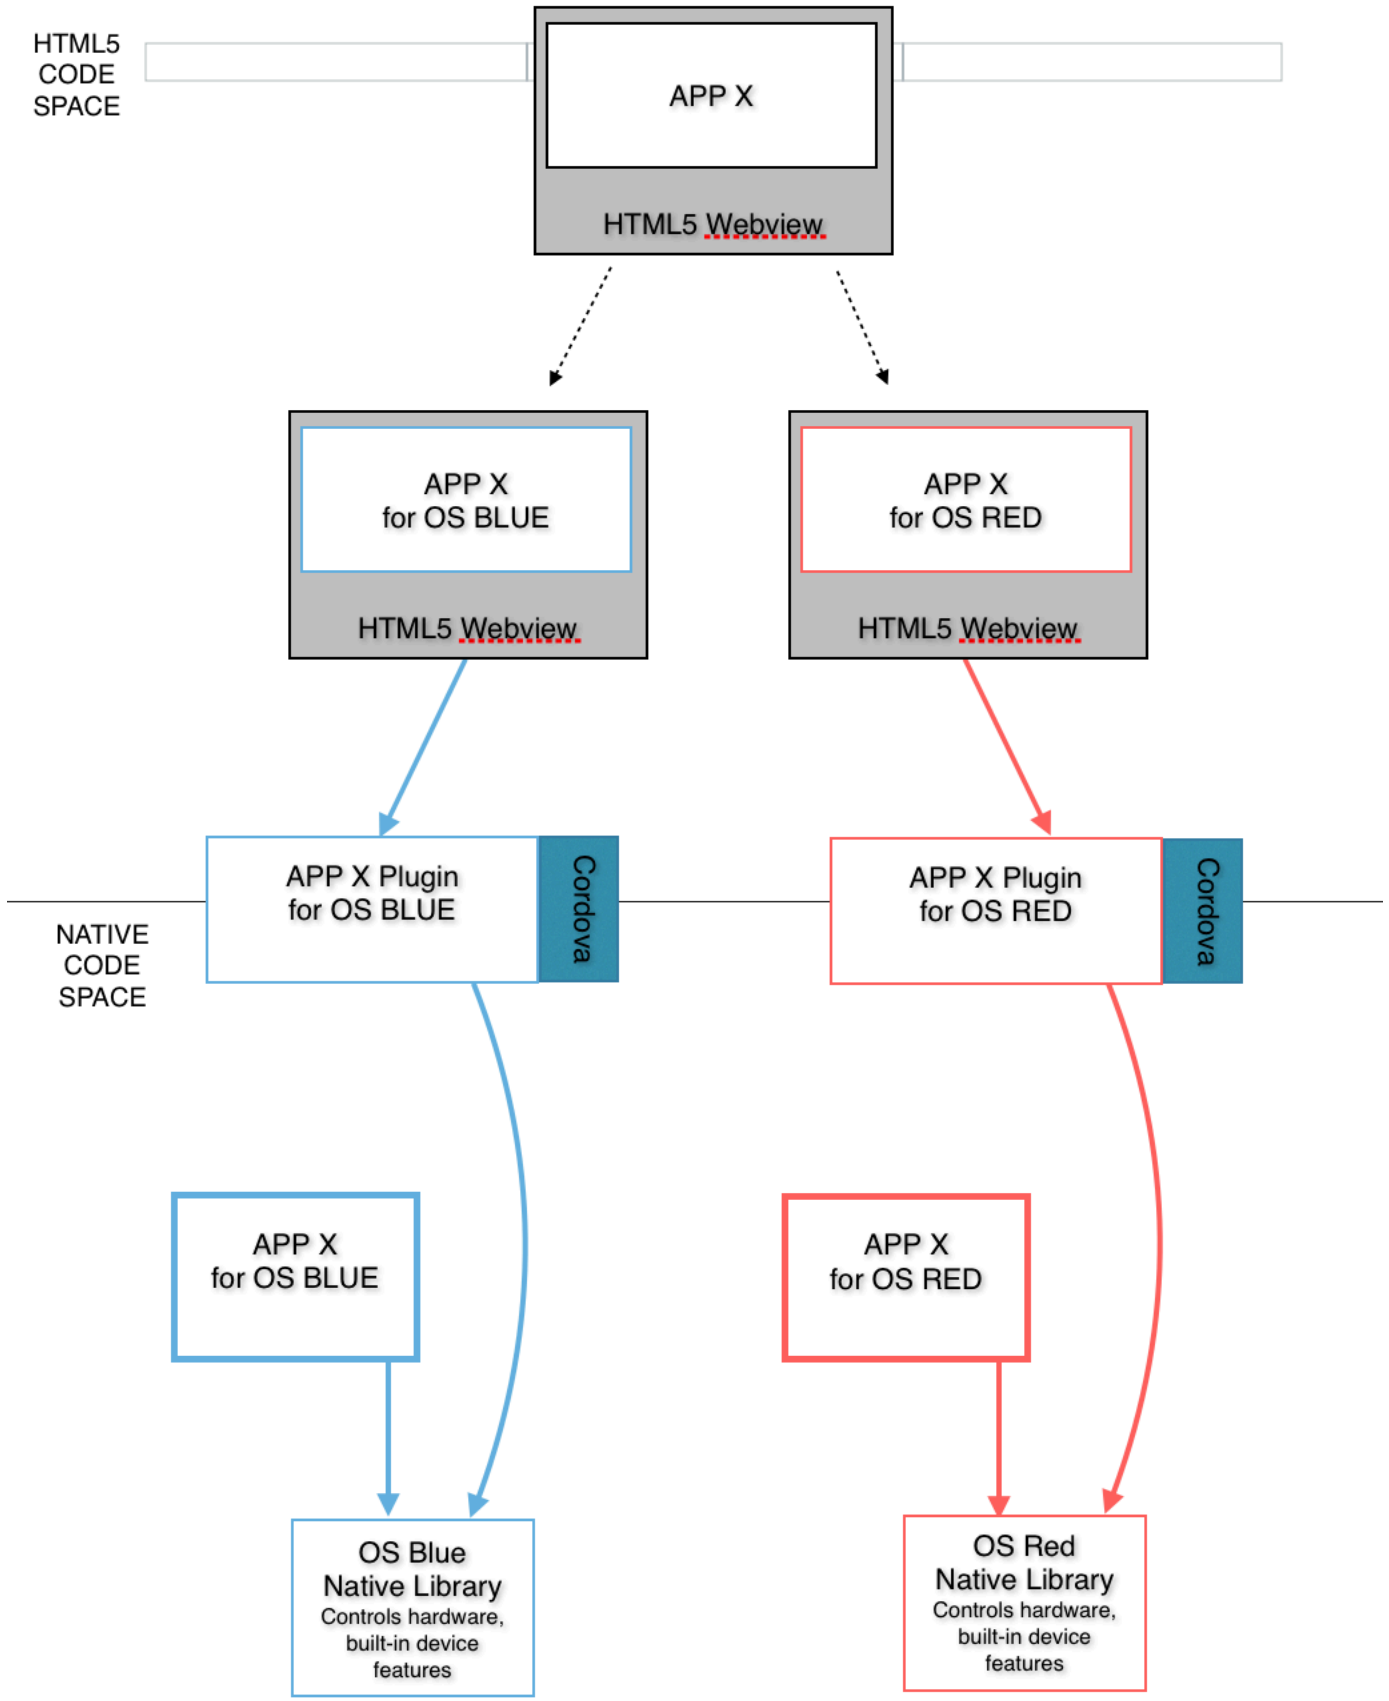 HTML5
CODE
SPACE
APP X
HTML5 Webview
APP X
for OS BLUE
HTML5 Webview
APP X
for OS RED
HTML5 Webview
APP X Plugin
for OS BLUE
Cordova
APP X Plugin
for OS RED
Cordova
NATIVE
CODE
SPACE
APP X
for OS BLUE
APP X
for OS RED
OS Blue
Native Library
Controls hardware,
built-in device
features
OS Red
Native Library
Controls hardware,
built-in device
features